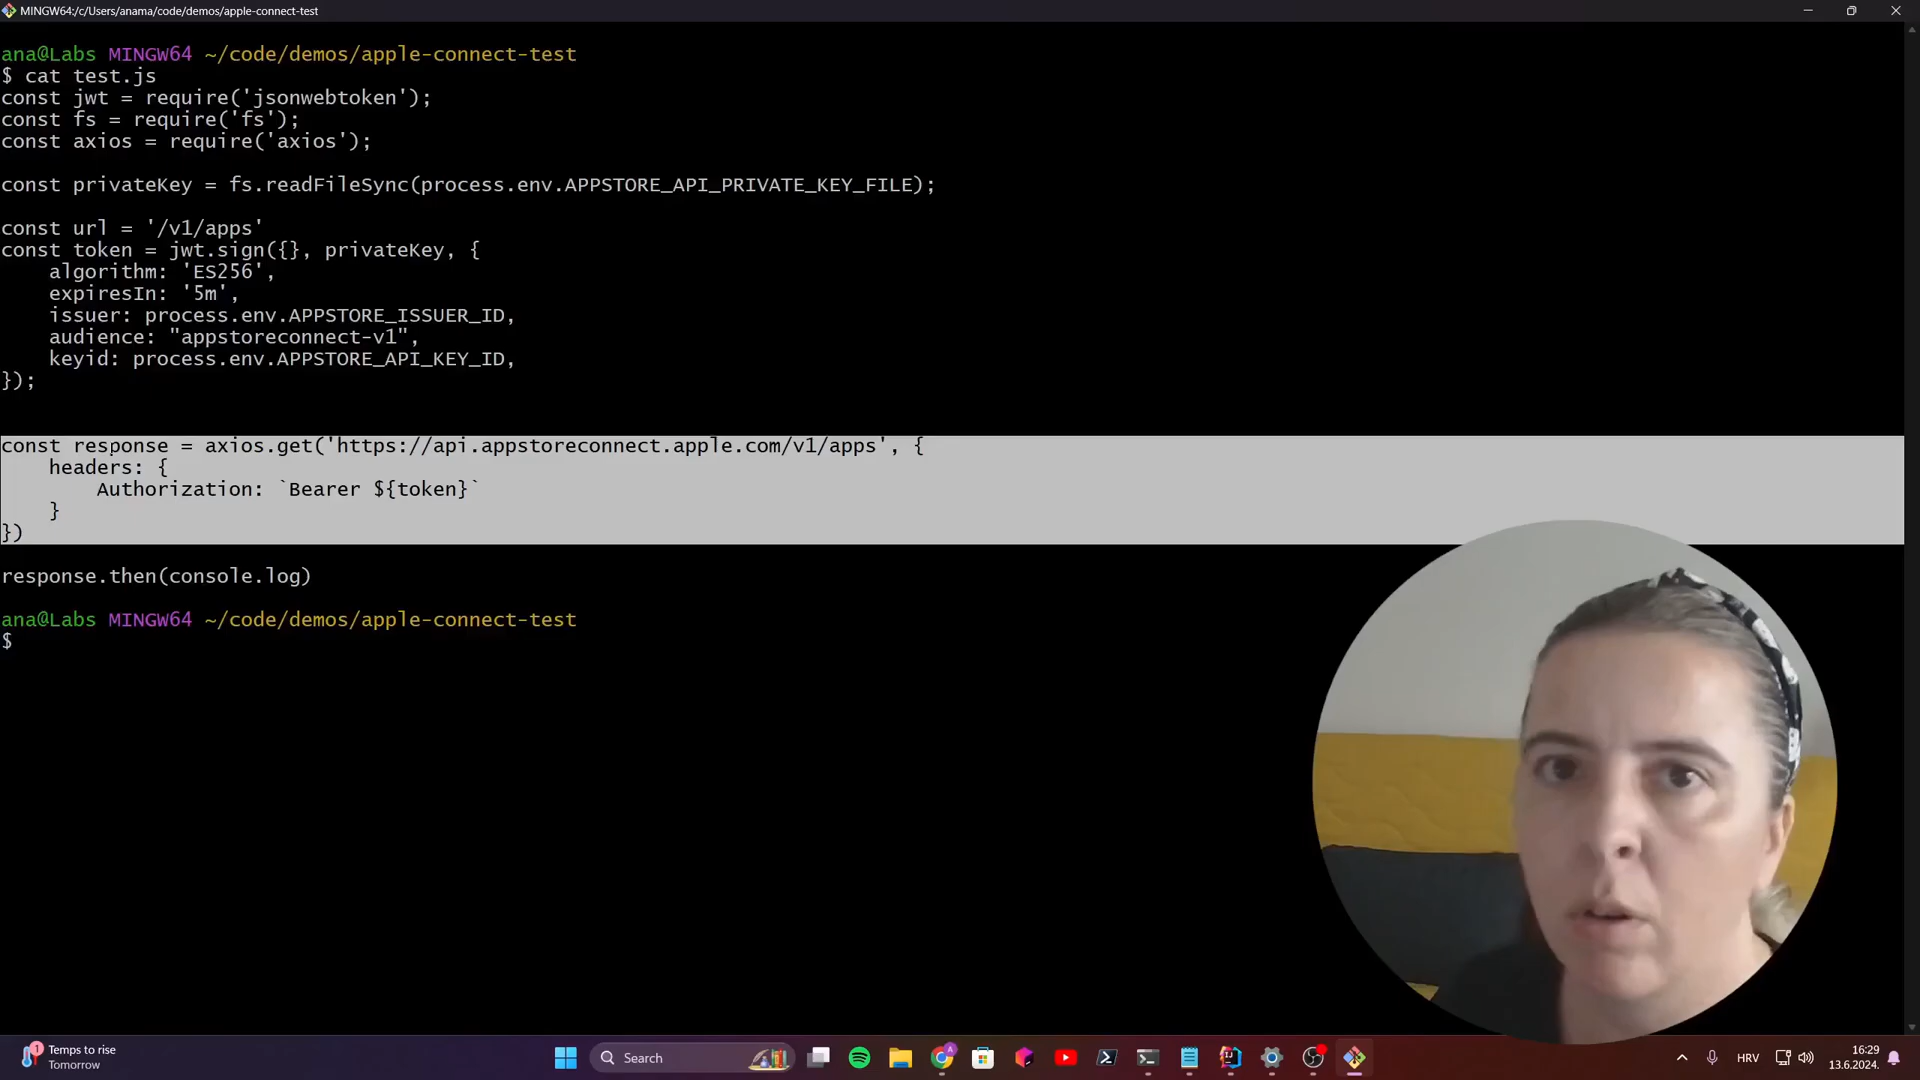 MINGW64:/c/Users/anama/code/demos/apple-connect-test
ana@Labs MINGW64 ~/code/demos/apple-connect-test
$ cat test.js
const jwt = require('jsonwebtoken');
const fs = require('fs');
const axios = require('axios');
const privateKey = fs.readFileSync(process.env.APPSTORE_API_PRIVATE_KEY_FILE);
const url = '/v1/apps'
const token = jwt.sign({}, privateKey, {
    algorithm: 'ES256',
    expiresIn: '5m',
    issuer: process.env.APPSTORE_ISSUER_ID,
    audience: "appstoreconnect-v1",
    keyid: process.env.APPSTORE_API_KEY_ID,
});
const response = axios.get('https://api.appstoreconnect.apple.com/v1/apps', {
    headers: {
        Authorization: `Bearer ${token}`
    }
})
response.then(console.log)
ana@Labs MINGW64 ~/code/demos/apple-connect-test
$
1
Temps to rise
Tomorrow
Search
HRV
16:29
13.6.2024.